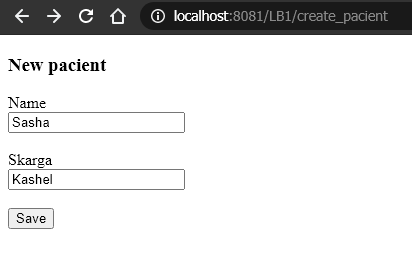 localhost:8081/LB1/create_pacient
New pacient
Name
Sasha
Skarga
Kashel
Save